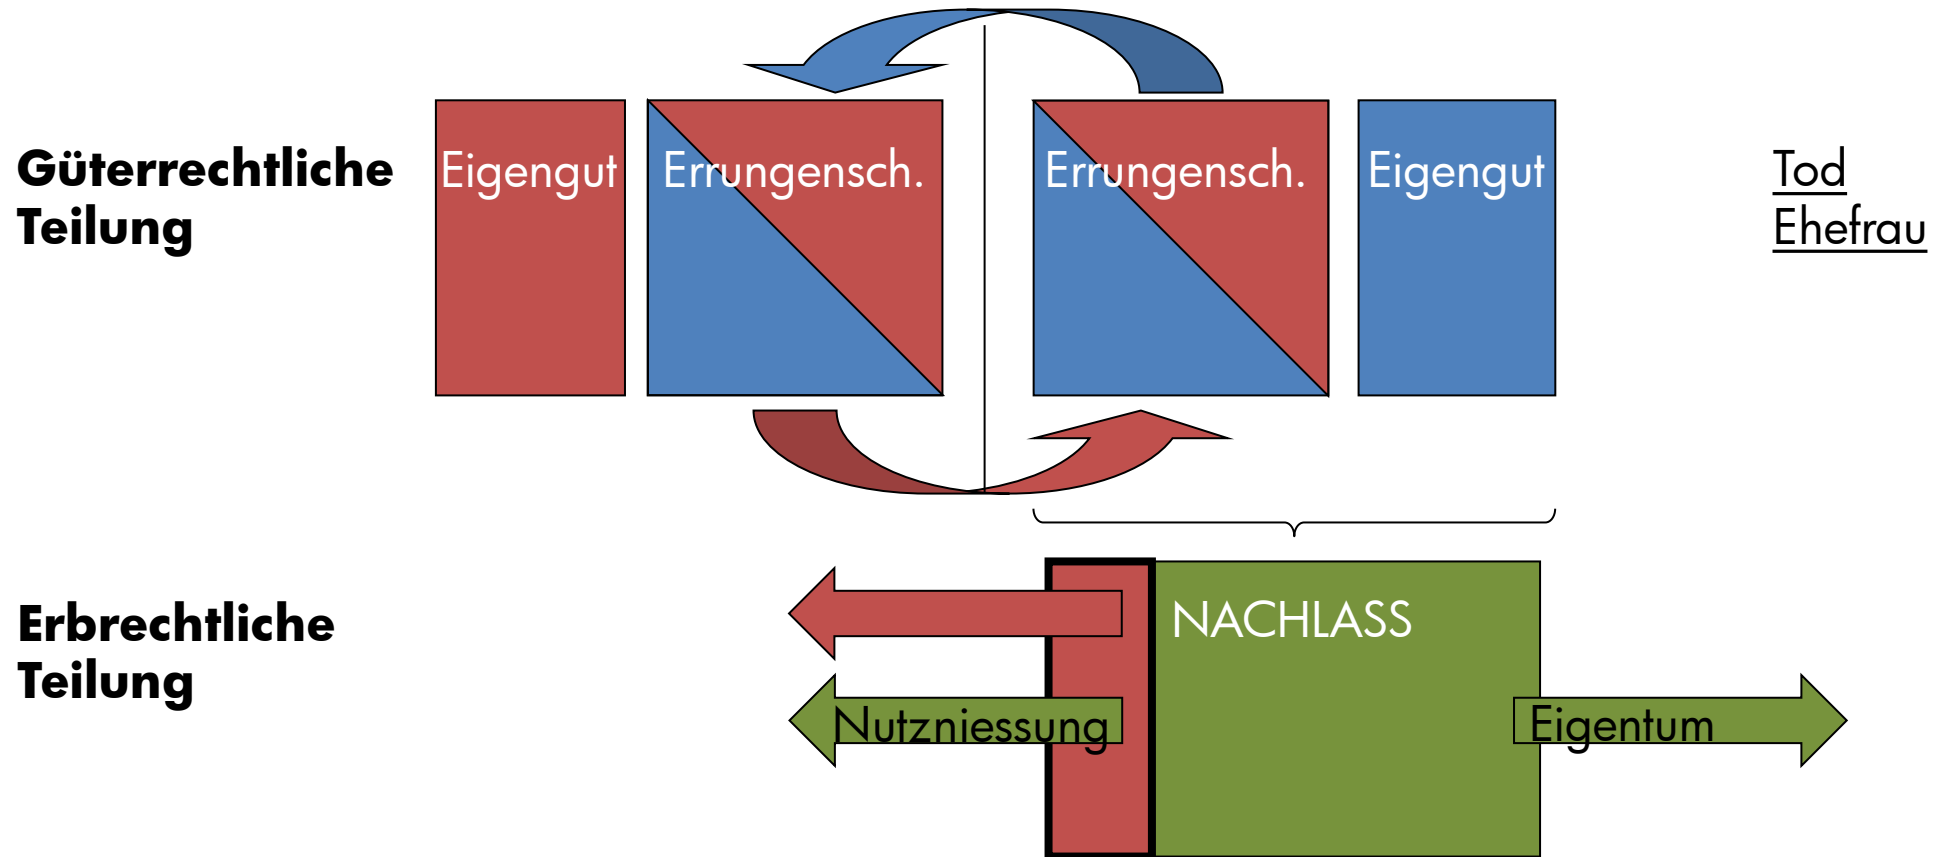 Güterrechtliche
Teilung
Eigengut
Errungensch.
Errungensch.
Eigengut
Tod
Ehefrau
Erbrechtliche
Teilung
NACHLASS
Nutzniessung
Eigentum